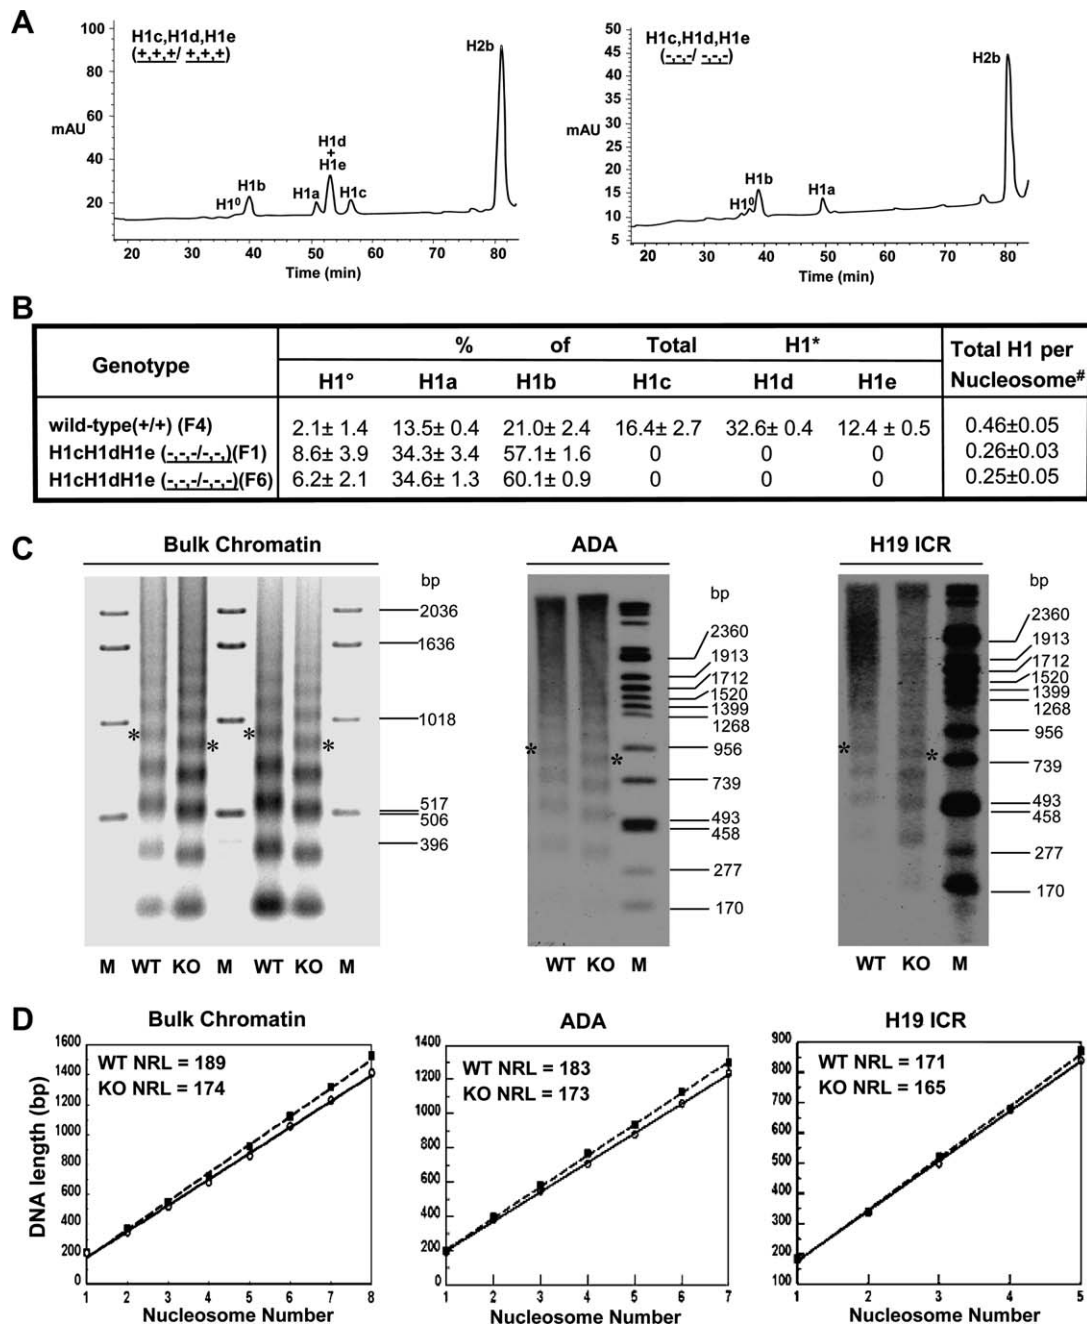 A
H1c,H1d,H1e
(+,+,+/ +,+,+)
H2b
100
80
60
mAU
40
20
H1⁰
H1b
H1a
H1d
+
H1e
H1c
20 30 40 50 60 70 80
Time (min)
H1c,H1d,H1e
(-,-,-/ -,-,-)
H2b
50
45
40
35
30
mAU
25
20
15
10
5
H1⁰
H1b
H1a
20 30 40 50 60 70 80
Time (min)
B
Genotype % of Total H1* Total H1 per Nucleosome#
H1° H1a H1b H1c H1d H1e
wild-type(+/+) (F4) 2.1± 1.4 13.5± 0.4 21.0± 2.4 16.4± 2.7 32.6± 0.4 12.4 ± 0.5 0.46±0.05
H1cH1dH1e (-,-,-/-,-,)(F1) 8.6± 3.9 34.3± 3.4 57.1± 1.6 0 0 0 0.26±0.03
H1cH1dH1e (-,-,-/-,-,-)(F6) 6.2± 2.1 34.6± 1.3 60.1± 0.9 0 0 0 0.25±0.05
C
Bulk Chromatin
bp
2036
1636
1018
517
506
396
* * * *
M WT KO M WT KO M
ADA
bp
2360
1913
1712
1520
1399
1268
956
739
493
458
277
170
* *
WT KO M
H19 ICR
bp
2360
1913
1712
1520
1399
1268
956
739
493
458
277
170
* *
WT KO M
D
Bulk Chromatin
WT NRL = 189
KO NRL = 174
DNA length (bp)
1600
1400
1200
1000
800
600
400
200
0
1 2 3 4 5 6 7 8
Nucleosome Number
ADA
WT NRL = 183
KO NRL = 173
1400
1200
1000
800
600
400
200
0
1 2 3 4 5 6 7
Nucleosome Number
H19 ICR
WT NRL = 171
KO NRL = 165
900
800
700
600
500
400
300
200
100
1 2 3 4 5
Nucleosome Number